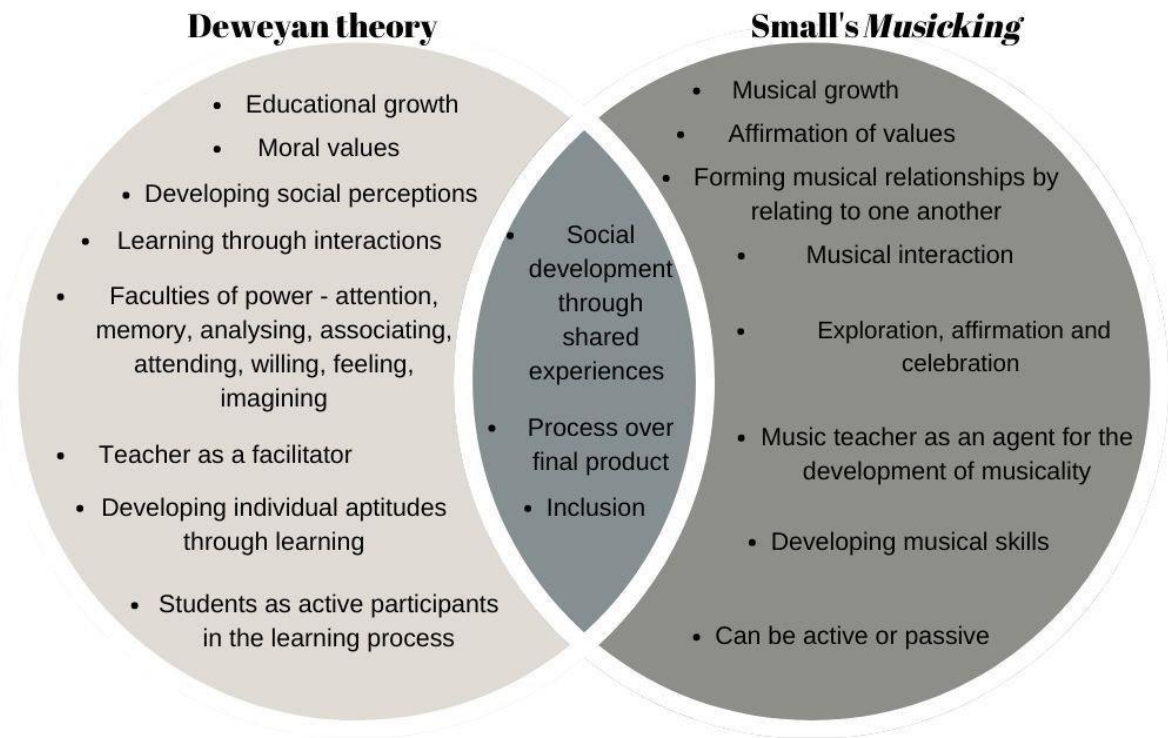 Deweyan theory
• Educational growth
• Moral values
• Developing social perceptions
• Learning through interactions
• Faculties of power - attention,
memory, analysing, associating,
attending, willing, feeling,
imagining
• Teacher as a facilitator
• Developing individual aptitudes
through learning
• Students as active participants
in the learning process
• Social
development
through
shared
experiences
• Process over
final product
• Inclusion
Small's Musicking
• Musical growth
• Affirmation of values
• Forming musical relationships by
relating to one another
• Musical interaction
• Exploration, affirmation and
celebration
• Music teacher as an agent for the
development of musicality
• Developing musical skills
• Can be active or passive